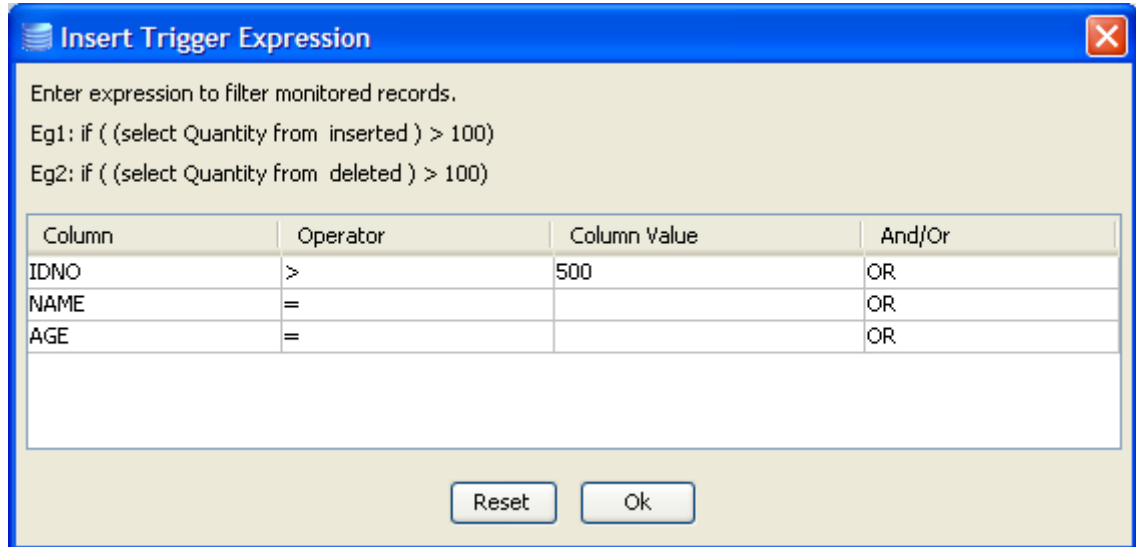 Insert Trigger Expression
Enter expression to filter monitored records.
Eg1: if ( (select Quantity from inserted ) > 100)
Eg2: if ( (select Quantity from deleted ) > 100)
Column Operator Column Value And/Or
IDNO > 500 OR
NAME = OR
AGE = OR
Reset Ok